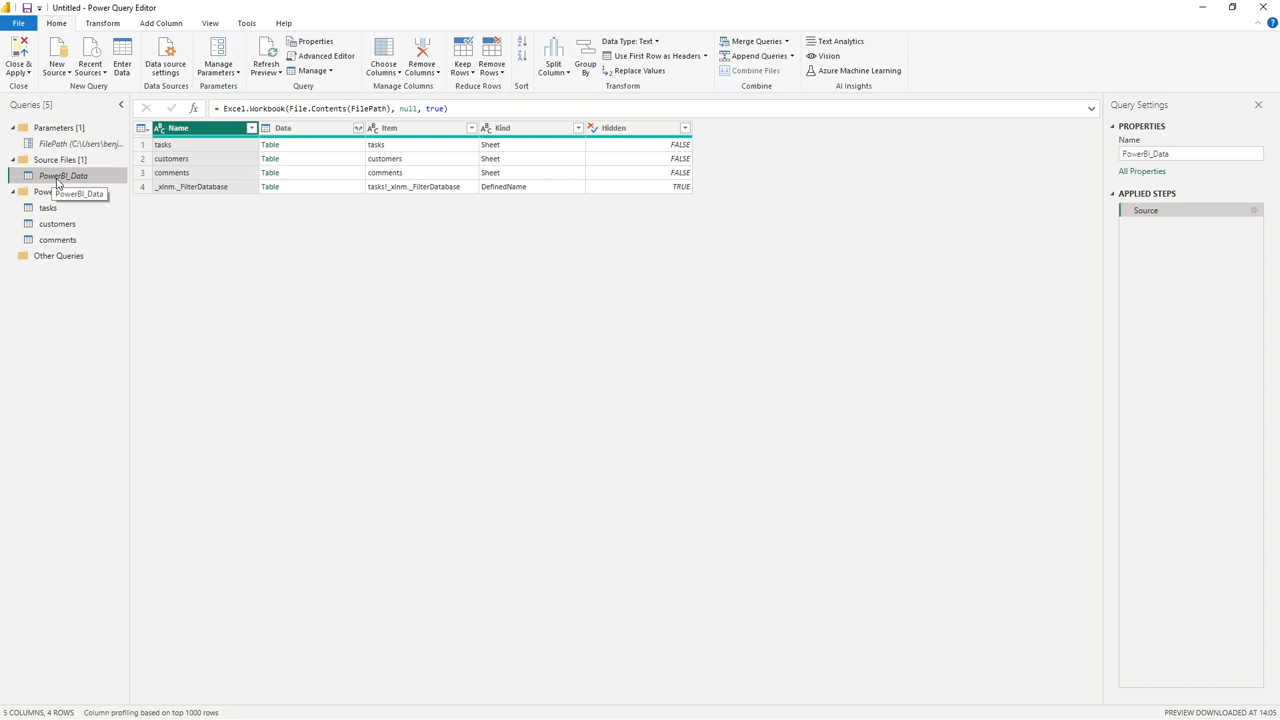 Untitled - Power Query Editor
File Home Transform Add Column View Tools Help
Close & Apply
New Source
Recent Sources
Enter Data
Data source settings
Manage Parameters
Refresh Preview
Properties
Advanced Editor
Manage
Choose Columns
Remove Columns
Keep Rows
Remove Rows
Split Column
Group By
Data Type: Text
Use First Row as Headers
Replace Values
Merge Queries
Append Queries
Combine Files
Text Analytics
Vision
Azure Machine Learning
Close New Query Data Sources Parameters Query Manage Columns Reduce Rows Sort Transform Combine AI Insights
Queries [5]
Parameters [1]
FilePath (C:\Users\benj...
Source Files [1]
PowerBI_Data
Powe
PowerBI_Data
tasks
customers
comments
Other Queries
= Excel.Workbook(File.Contents(FilePath), null, true)
Name Data Item Kind Hidden
1 tasks Table tasks Sheet FALSE
2 customers Table customers Sheet FALSE
3 comments Table comments Sheet FALSE
4 _xlnm._FilterDatabase Table tasks!_xlnm._FilterDatabase DefinedName TRUE
Query Settings
PROPERTIES
Name
PowerBI_Data
All Properties
APPLIED STEPS
Source
5 COLUMNS, 4 ROWS Column profiling based on top 1000 rows
PREVIEW DOWNLOADED AT 14:05